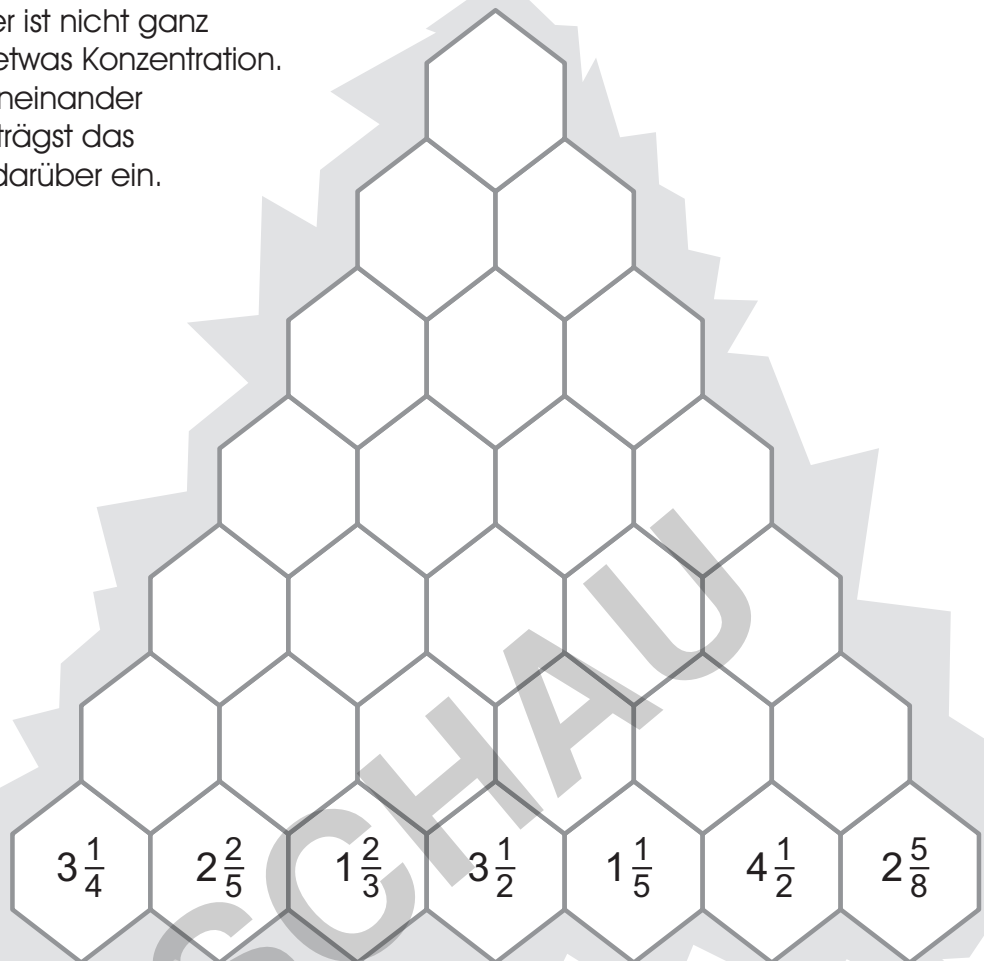 er ist nicht ganz
etwas Konzentration.
neinander
trägst das
darüber ein.
3 1/4 2 2/5 1 2/3 3 1/2 1 1/5 4 1/2 2 5/8
SCHAU